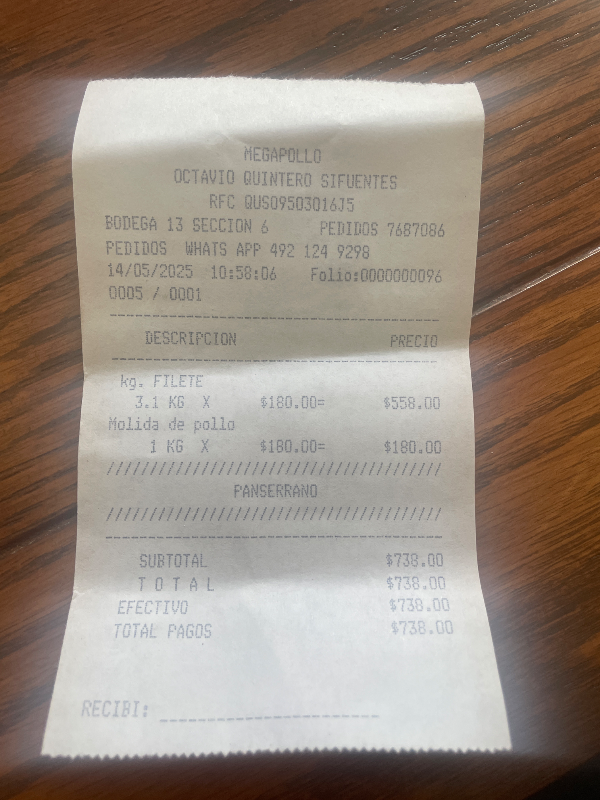 MEGAPOLLO
OCTAVIO QUINTERO SIFUENTES
RFC QUSO9503016J5
BODEGA 13 SECCION 6 PEDIDOS 7687086
PEDIDOS WHATS APP 492 124 9298
14/05/2025 10:58:06 Folio:0000000096
0005 / 0001
DESCRIPCION PRECIO
kg. FILETE
3.1 KG X $180.00= $558.00
Molida de pollo
1 KG X $180.00= $180.00
////////////////////////////////////////
PANSERRANO
////////////////////////////////////////
SUBTOTAL $738.00
T O T A L $738.00
EFECTIVO $738.00
TOTAL PAGOS $738.00
RECIBI: ____________________